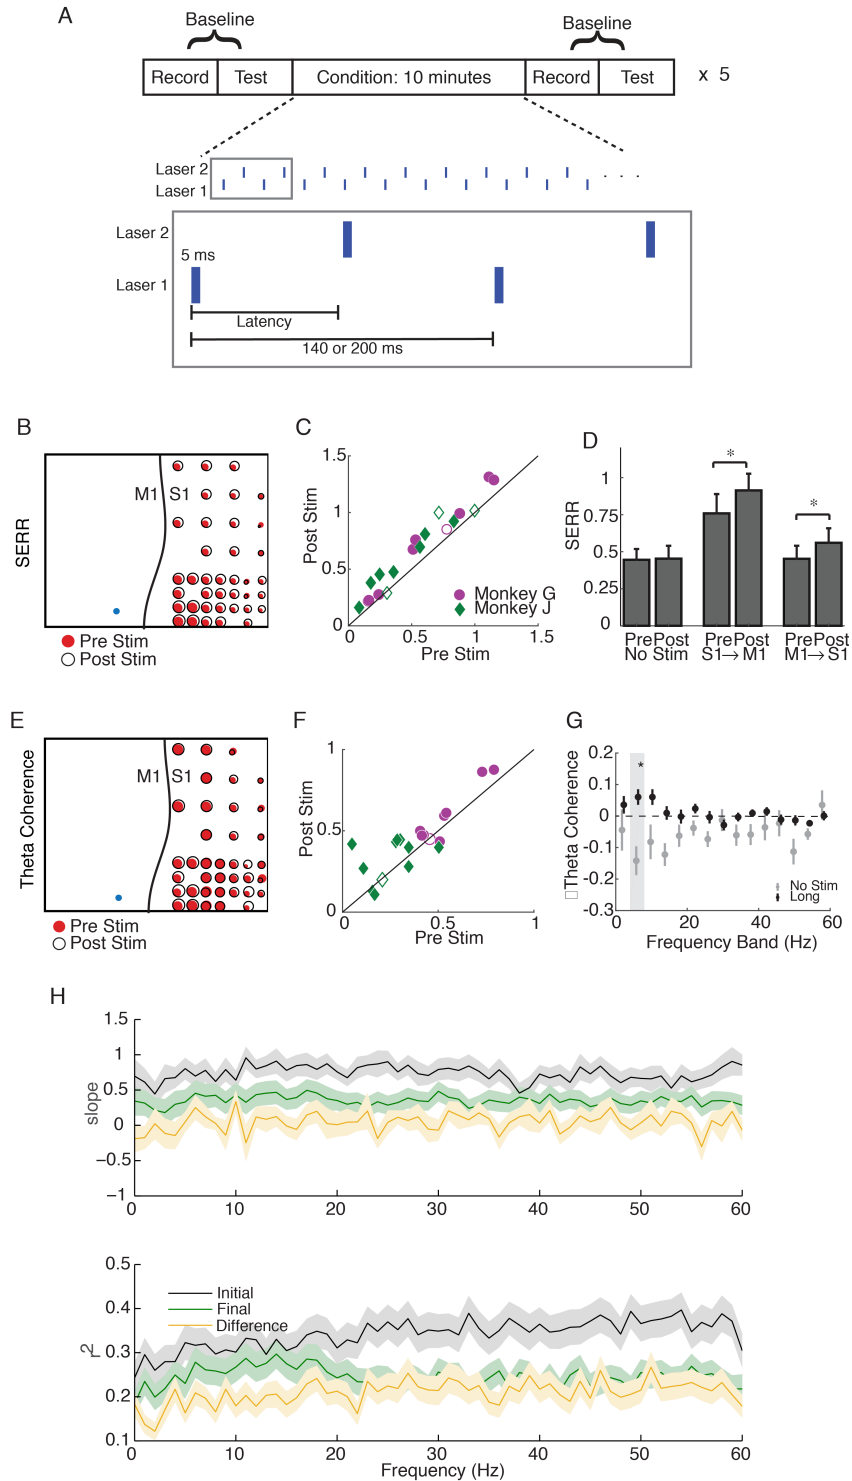 A
Baseline
Baseline
Record Test Condition: 10 minutes Record Test x 5
Laser 2
Laser 1
. . .
Laser 2
5 ms
Laser 1
Latency
140 or 200 ms
B
SERR
M1 S1
Pre Stim
Post Stim
C
Post Stim
1.5
1
0.5
0
0 0.5 1 1.5
Pre Stim
Monkey G
Monkey J
D
SERR
1
0.75
0.5
0.25
0
* *
Pre Post Pre Post Pre Post
No Stim S1→M1 M1→S1
E
Theta Coherence
M1 S1
Pre Stim
Post Stim
F
Post Stim
1
0.5
0
0 0.5 1
Pre Stim
G
□Theta Coherence
0.2
0.1
0
-0.1
-0.2
-0.3
*
No Stim
Long
0 20 40 60
Frequency Band (Hz)
H
slope
1.5
1
0.5
0
−0.5
−1
0 10 20 30 40 50 60
r2
0.5
0.4
0.3
0.2
0.1
Initial
Final
Difference
0 10 20 30 40 50 60
Frequency (Hz)